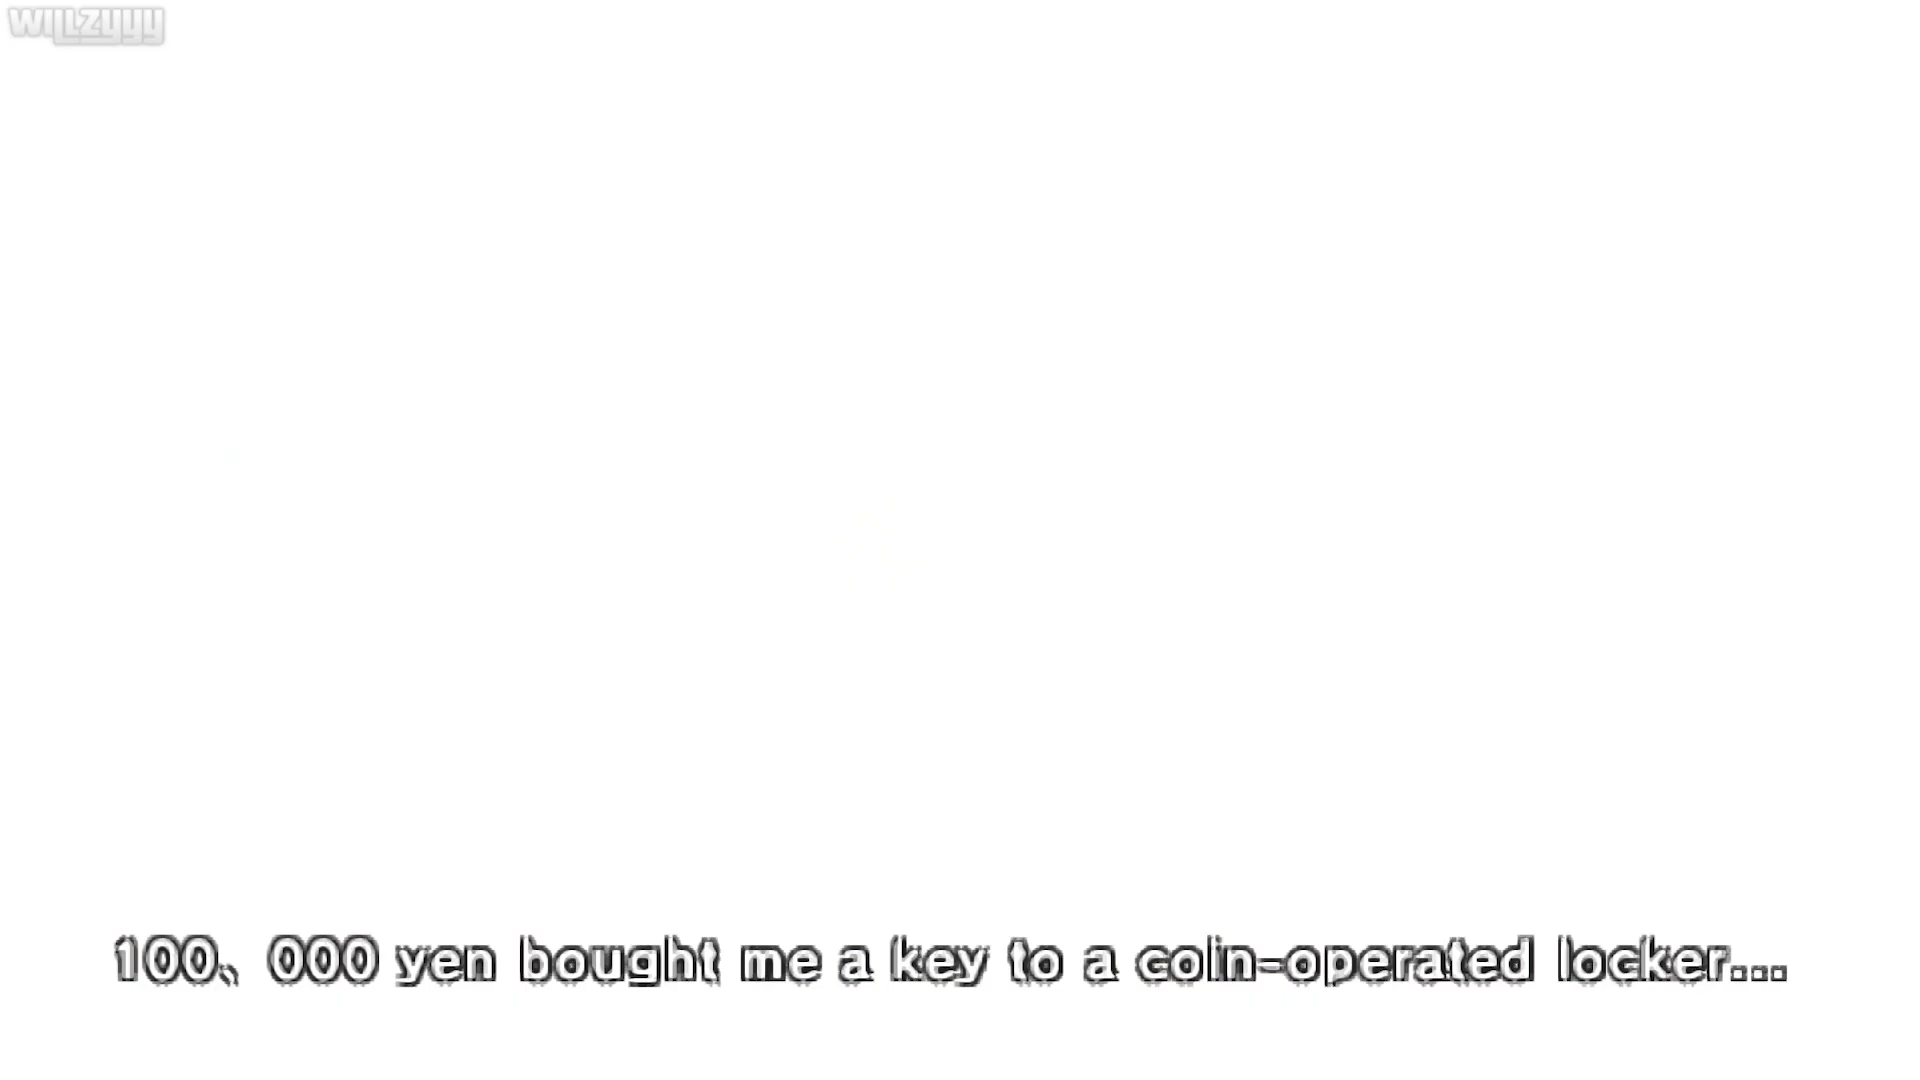 WILLZYYY
100、000 yen bought me a key to a coin-operated locker...